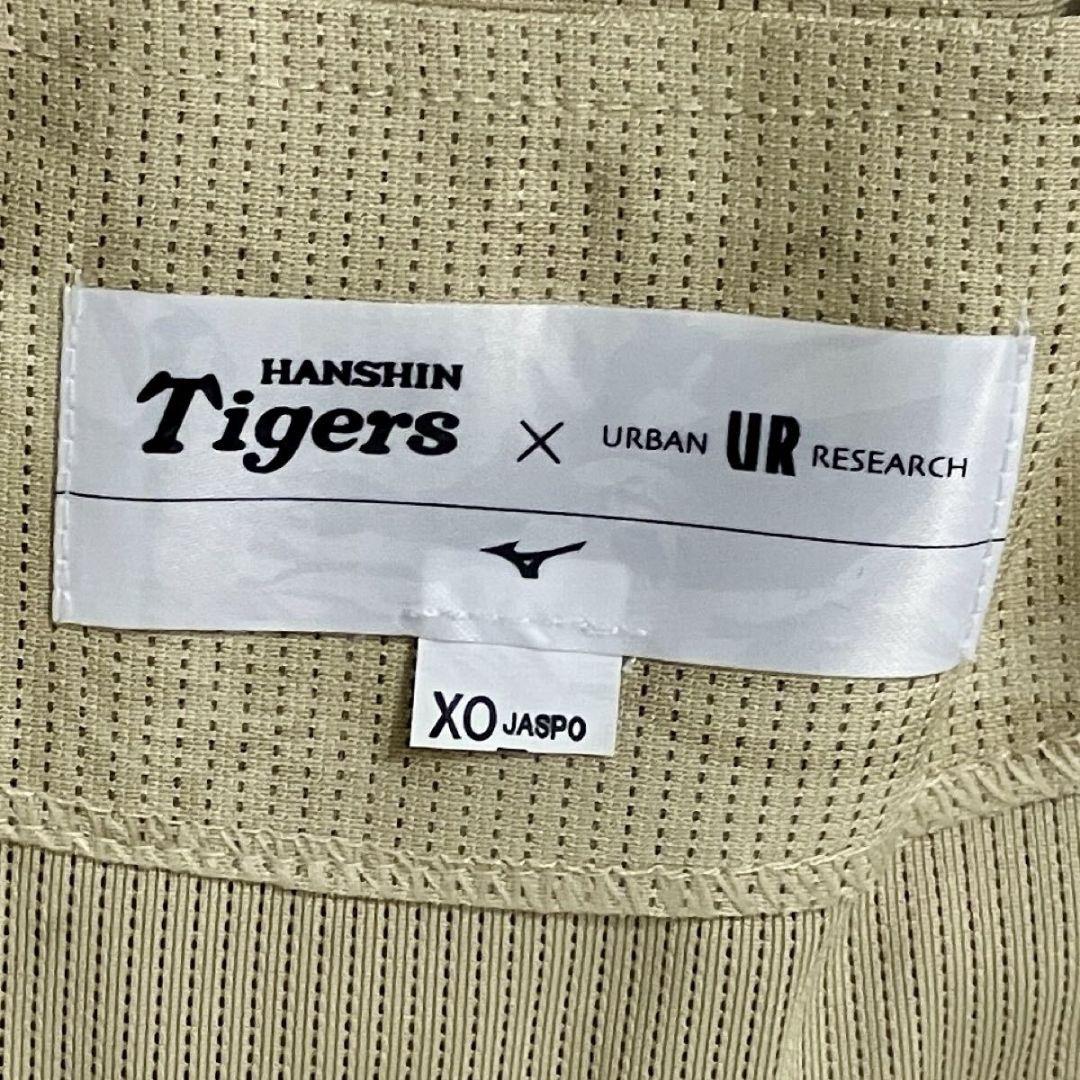 HANSHIN
Tigers × URBAN UR RESEARCH
XO JASPO